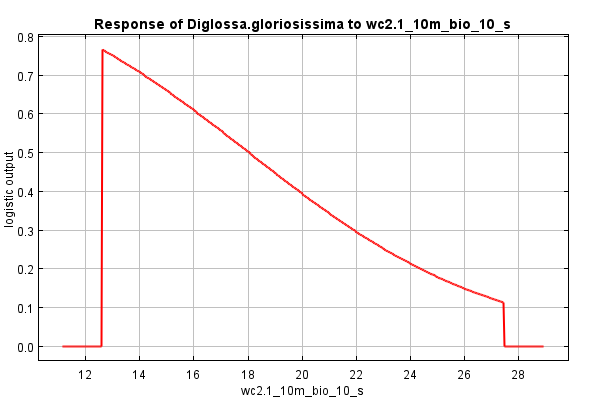 Response of Diglossa.gloriosissima to wc2.1_10m_bio_10_s
0.8
0.7
0.6
0.5
0.4
0.3
0.2
0.1
0.0
logistic output
12 14 16 18 20 22 24 26 28
wc2.1_10m_bio_10_s